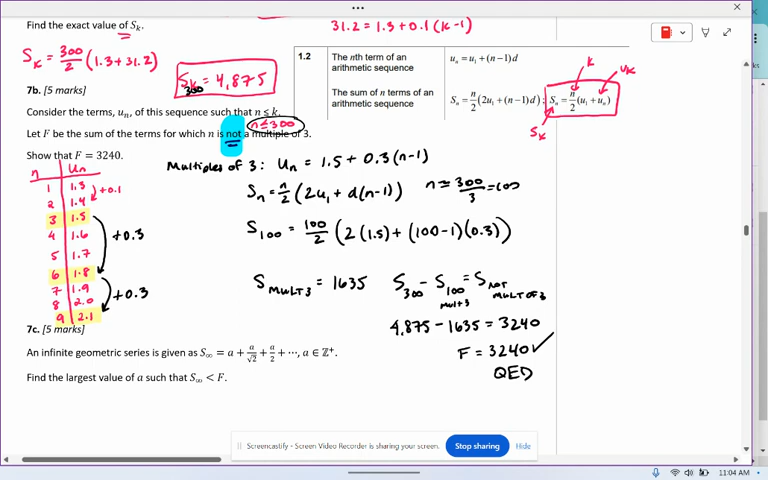 Find the exact value of S_k.
31.2 = 1.3 + 0.1 (k-1)
S_k = 300/2 (1.3 + 31.2)
S_k = 4,875
300
1.2 The nth term of an arithmetic sequence u_n = u_1 + (n-1)d
The sum of n terms of an arithmetic sequence S_n = n/2 (2u_1 + (n-1)d); S_n = n/2 (u_1 + u_n)
k
u_k
S_k
7b. [5 marks]
Consider the terms, u_n, of this sequence such that n ≤ k.
n ≤ 300
Let F be the sum of the terms for which n is not a multiple of 3.
Show that F = 3240.
Multiples of 3: U_n = 1.5 + 0.3 (n-1)
S_n = n/2 (2u_1 + d(n-1)) n = 300/3 = 100
S_100 = 100/2 (2(1.5) + (100-1)(0.3))
S_MULT3 = 1635 S_300 - S_100 mult3 = S_NOT MULT OF 3
4,875 - 1635 = 3240
F = 3240 ✓
QED
n U_n
1 1.3
+0.1
2 1.4
3 1.5
4 1.6
+0.3
5 1.7
6 1.8
7 1.9
+0.3
8 2.0
9 2.1
7c. [5 marks]
An infinite geometric series is given as S_∞ = a + a/√2 + a/2 + ⋯, a ∈ ℤ⁺.
Find the largest value of a such that S_∞ < F.
Screencastify - Screen Video Recorder is sharing your screen. Stop sharing Hide
11:04 AM